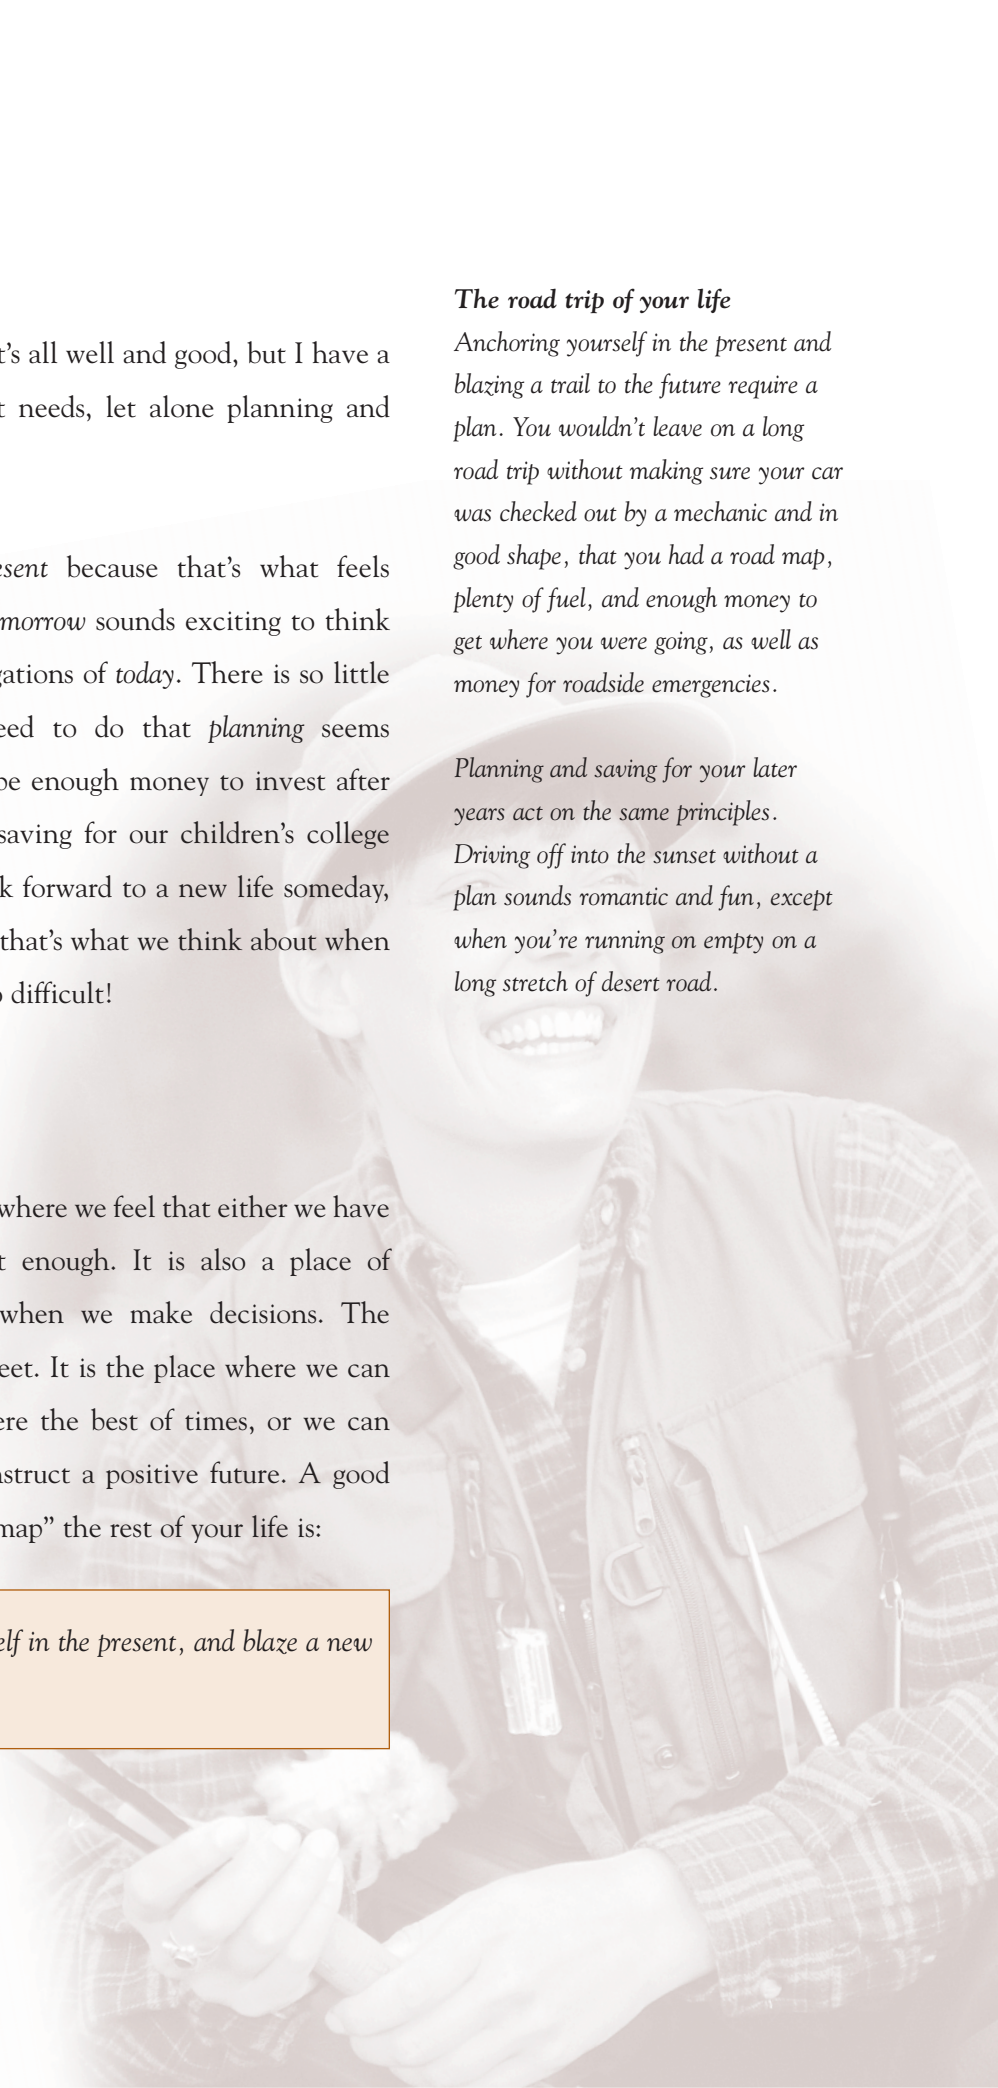 t's all well and good, but I have a
t needs, let alone planning and
esent because that's what feels
morrow sounds exciting to think
gations of today. There is so little
eed to do that planning seems
be enough money to invest after
saving for our children's college
k forward to a new life someday,
that's what we think about when
o difficult!
where we feel that either we have
t enough. It is also a place of
when we make decisions. The
eet. It is the place where we can
ere the best of times, or we can
nstruct a positive future. A good
map” the rest of your life is:
elf in the present, and blaze a new
The road trip of your life
Anchoring yourself in the present and
blazing a trail to the future require a
plan. You wouldn't leave on a long
road trip without making sure your car
was checked out by a mechanic and in
good shape, that you had a road map,
plenty of fuel, and enough money to
get where you were going, as well as
money for roadside emergencies.
Planning and saving for your later
years act on the same principles.
Driving off into the sunset without a
plan sounds romantic and fun, except
when you're running on empty on a
long stretch of desert road.